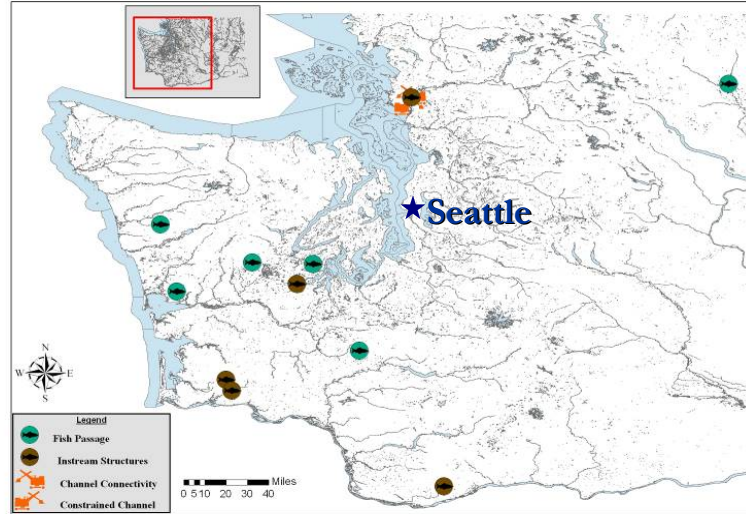 Seattle
N
W E
S
Legend
Fish Passage
Instream Structures
Channel Connectivity
Constrained Channel
Miles
0 5 10 20 30 40